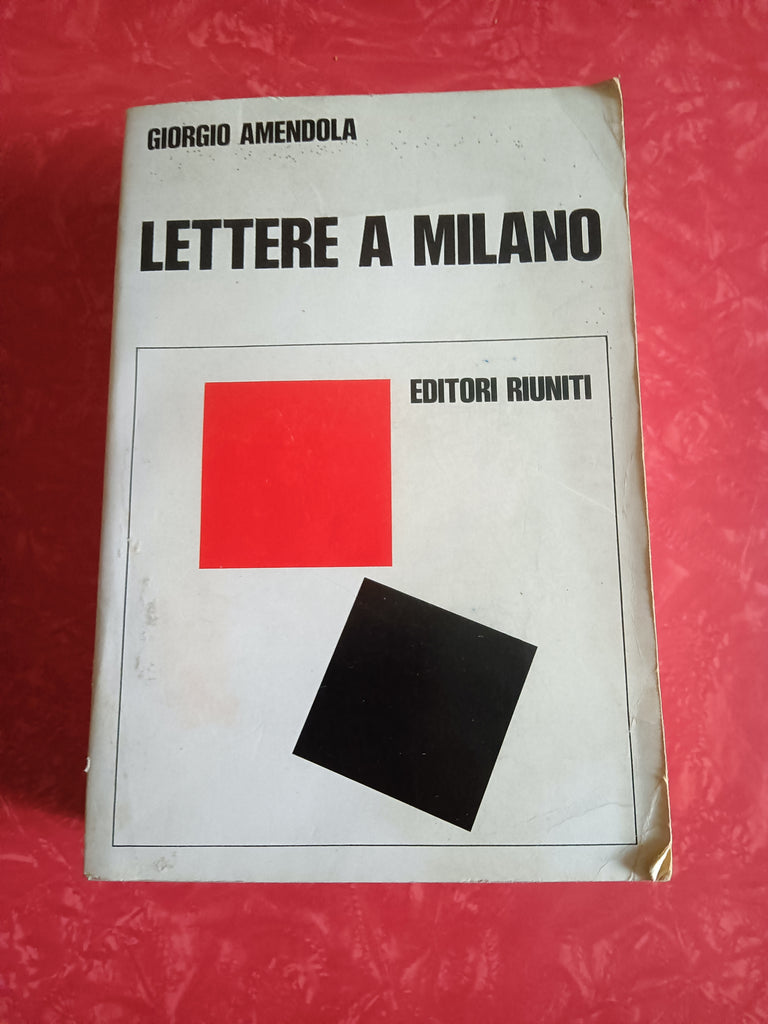 GIORGIO AMENDOLA
LETTERE A MILANO
EDITORI RIUNITI